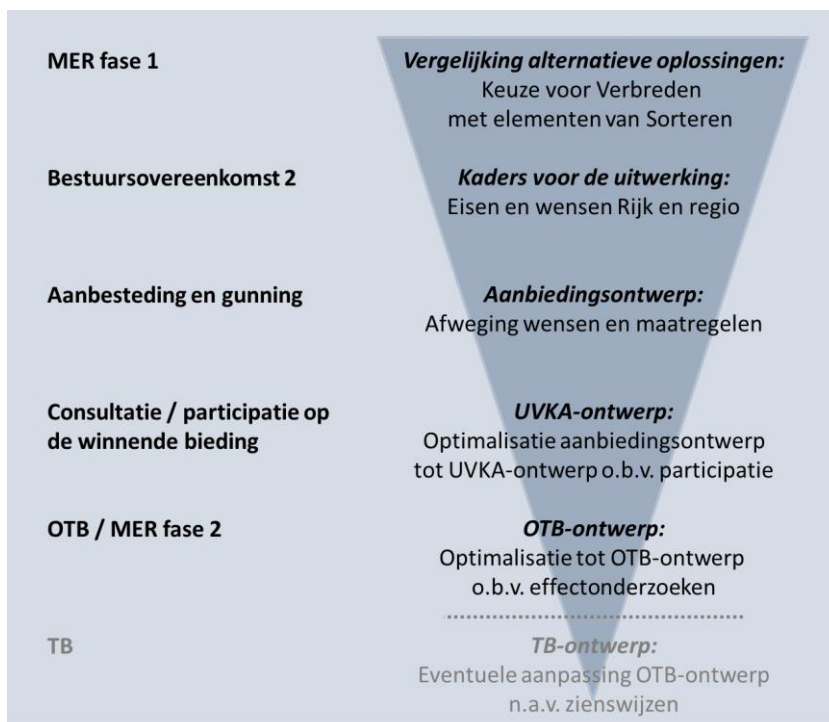 MER fase 1
Vergelijking alternatieve oplossingen:
Keuze voor Verbreden
met elementen van Sorteren
Bestuursovereenkomst 2
Kaders voor de uitwerking:
Eisen en wensen Rijk en regio
Aanbesteding en gunning
Aanbiedingsontwerp:
Afweging wensen en maatregelen
Consultatie / participatie op
de winnende bieding
UVKA-ontwerp:
Optimalisatie aanbiedingsontwerp
tot UVKA-ontwerp o.b.v. participatie
OTB / MER fase 2
OTB-ontwerp:
Optimalisatie tot OTB-ontwerp
o.b.v. effectonderzoeken
TB
TB-ontwerp:
Eventuele aanpassing OTB-ontwerp
n.a.v. zienswijzen